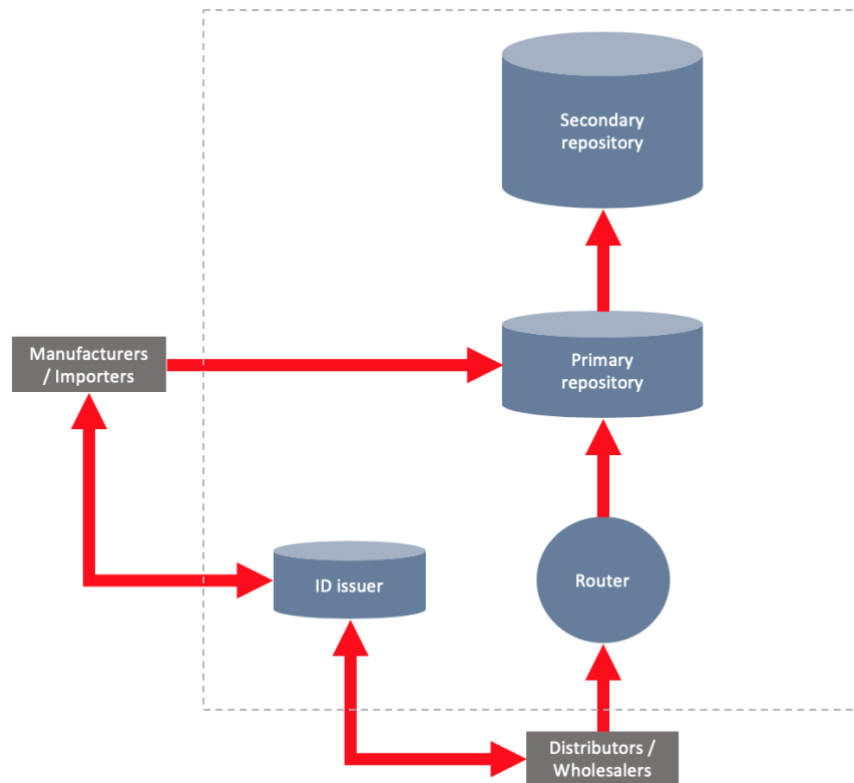 Secondary
repository
Manufacturers
/ Importers
Primary
repository
ID issuer
Router
Distributors /
Wholesalers